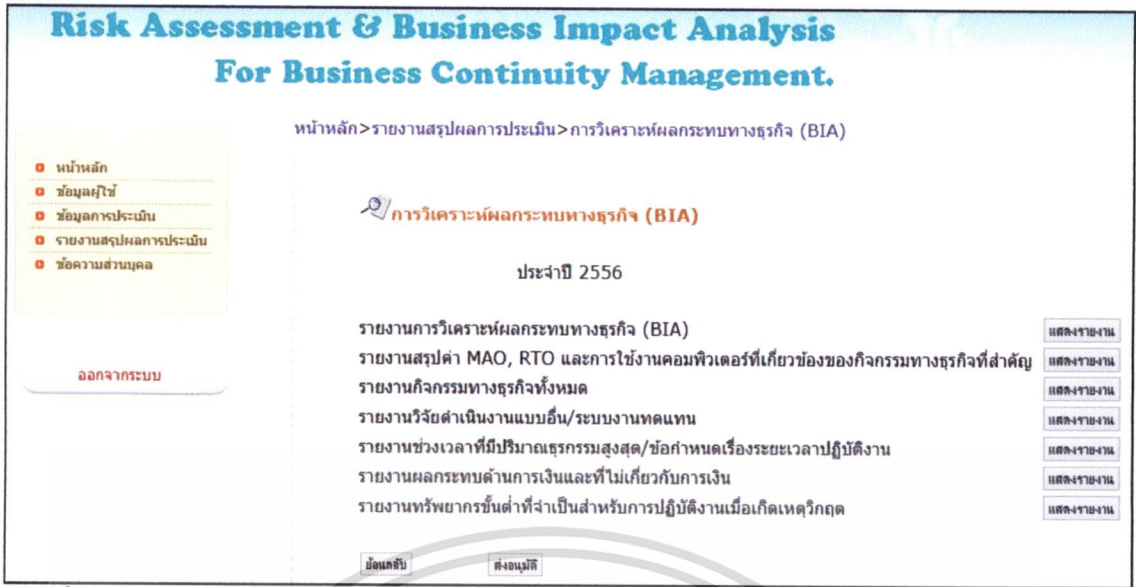 Risk Assessment & Business Impact Analysis
For Business Continuity Management.
หน้าหลัก>รายงานสรุปผลการประเมิน>การวิเคราะห์ผลกระทบทางธุรกิจ (BIA)
หน้าหลัก
ข้อมูลผู้ใช้
ข้อมูลการประเมิน
รายงานสรุปผลการประเมิน
ข้อความส่วนบุคล
ออกจากระบบ
การวิเคราะห์ผลกระทบทางธุรกิจ (BIA)
ประจำปี 2556
รายงานการวิเคราะห์ผลกระทบทางธุรกิจ (BIA) แสดงรายงาน
รายงานสรุปค่า MAO, RTO และการใช้งานคอมพิวเตอร์ที่เกี่ยวข้องของกิจกรรมทางธุรกิจที่สำคัญ แสดงรายงาน
รายงานกิจกรรมทางธุรกิจทั้งหมด แสดงรายงาน
รายงานวิจัยดำเนินงานแบบอื่น/ระบบงานทดแทน แสดงรายงาน
รายงานช่วงเวลาที่มีปริมาณธุรกรรมสูงสุด/ข้อกำหนดเรื่องระยะเวลาปฏิบัติงาน แสดงรายงาน
รายงานผลกระทบด้านการเงินและที่ไม่เกี่ยวกับการเงิน แสดงรายงาน
รายงานทรัพยากรขั้นต่ำที่จำเป็นสำหรับการปฏิบัติงานเมื่อเกิดเหตุวิกฤต แสดงรายงาน
ย้อนกลับ ส่งอนุมัติ